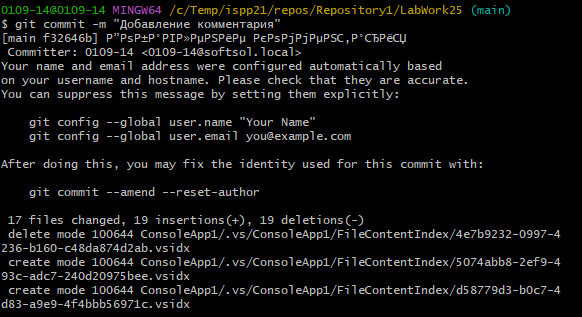 0109-14@0109-14 MINGW64 /c/Temp/ispp21/repos/Repository1/LabWork25 (main)
$ git commit -m "Добавление комментария"
[main f32646b] Р”РѕР±Р°РІР»РµРЅРёРµ РєРѕРјРјРµРЅС‚Р°СЂРёСЏ
 Committer: 0109-14 <0109-14@softsol.local>
Your name and email address were configured automatically based
on your username and hostname. Please check that they are accurate.
You can suppress this message by setting them explicitly:

    git config --global user.name "Your Name"
    git config --global user.email you@example.com

After doing this, you may fix the identity used for this commit with:

    git commit --amend --reset-author

 17 files changed, 19 insertions(+), 19 deletions(-)
 delete mode 100644 ConsoleApp1/.vs/ConsoleApp1/FileContentIndex/4e7b9232-0997-4
236-b160-c48da874d2ab.vsidx
 create mode 100644 ConsoleApp1/.vs/ConsoleApp1/FileContentIndex/5074abb8-2ef9-4
93c-adc7-240d20975bee.vsidx
 create mode 100644 ConsoleApp1/.vs/ConsoleApp1/FileContentIndex/d58779d3-b0c7-4
d83-a9e9-4f4bbb56971c.vsidx